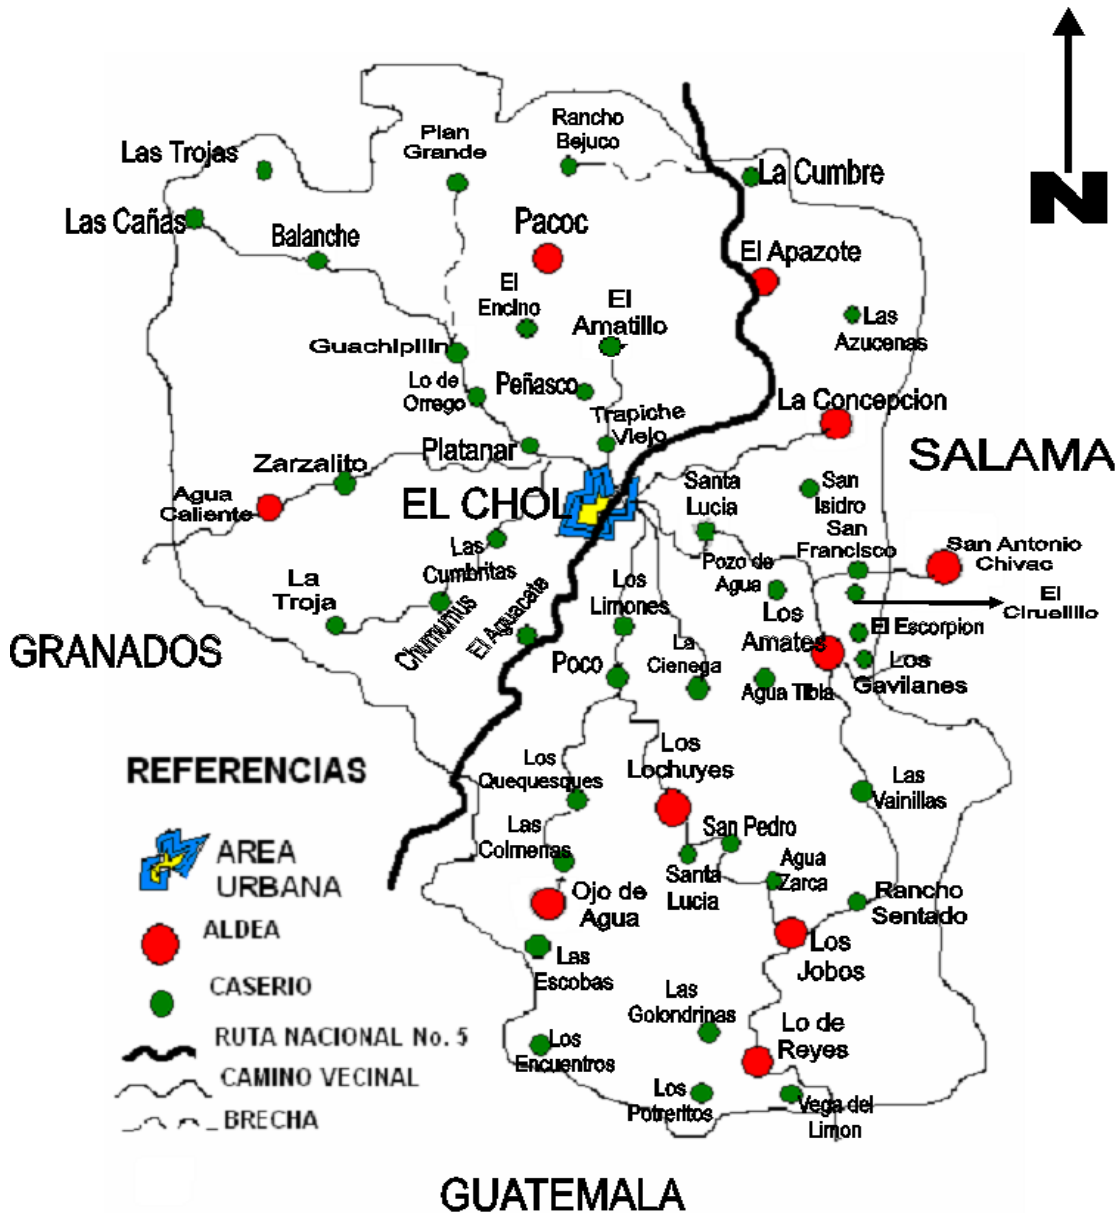 Rancho
Bejuco
Plan
Grande
Las Trojas
La Cumbre
N
Las Cañas
Balanche
Pacoc
El Apazote
El
Encino
El
Amatillo
Las
Azucenas
Guachipilin
Lo de
Orrego
Peñasco
La Concepcion
Trapiche
Viejo
Platanar
SALAMA
Zarzalito
Agua
Caliente
EL CHOL
Santa
Lucia
San
Isidro
San
Francisco
San Antonio
Chivac
Las
Cumbritas
Pozo de
Agua
La
Troja
Los
Limones
Los
Amates
El
Ciruelillo
Chumumus
El Aguacate
El Escorpion
GRANADOS
Poco
La
Cienega
Agua Tibia
Los
Gavilanes
REFERENCIAS
Los
Quequesques
Los
Lochuyes
Las
Vainillas
AREA
URBANA
Las
Colmenas
San Pedro
Santa
Lucia
Agua
Zarca
Rancho
Sentado
ALDEA
Ojo de
Agua
Los
Jobos
Las
Escobas
CASERIO
Las
Golondrinas
RUTA NACIONAL No. 5
Los
Encuentros
Lo de
Reyes
CAMINO VECINAL
Los
Potreritos
Vega del
Limon
BRECHA
GUATEMALA